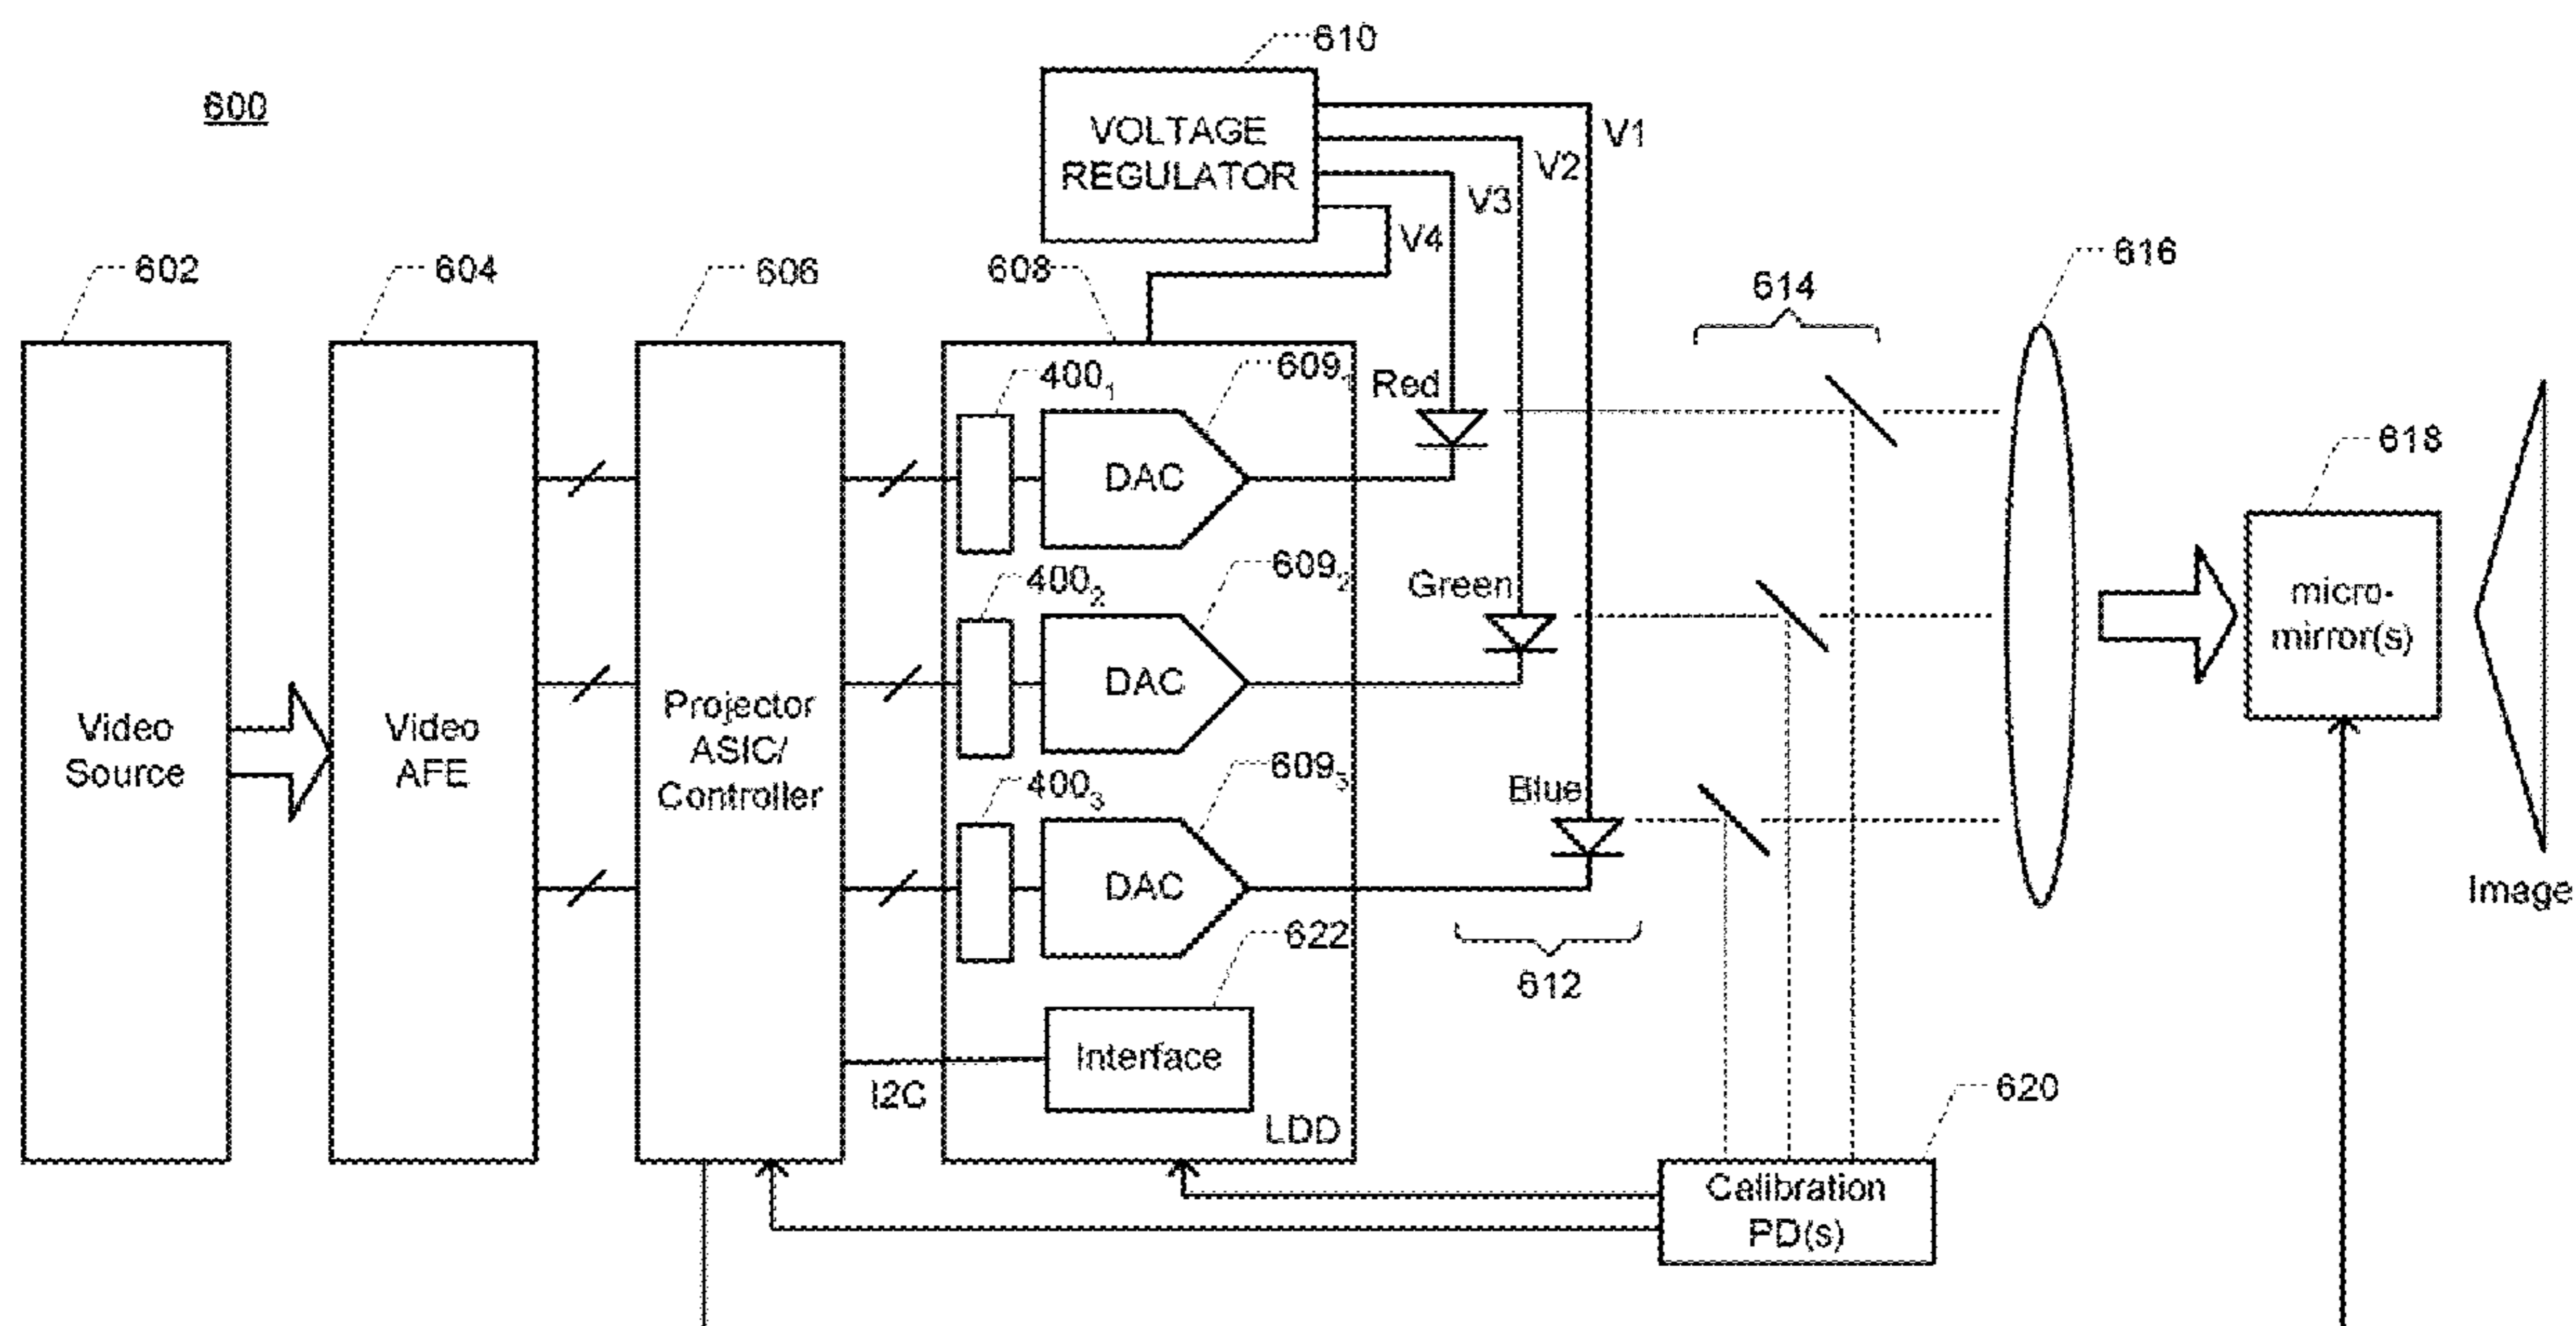 610
600
VOLTAGE
REGULATOR
V1
V2
V3
V4
602
604
606
608
614
616
400₁
609₁
Red
618
DAC
400₂
609₂
Green
micro-
mirror(s)
DAC
Video
Source
Video
AFE
Projector
ASIC/
Controller
400₃
609₃
Blue
DAC
Image
622
612
Interface
I2C
LDD
620
Calibration
PD(s)